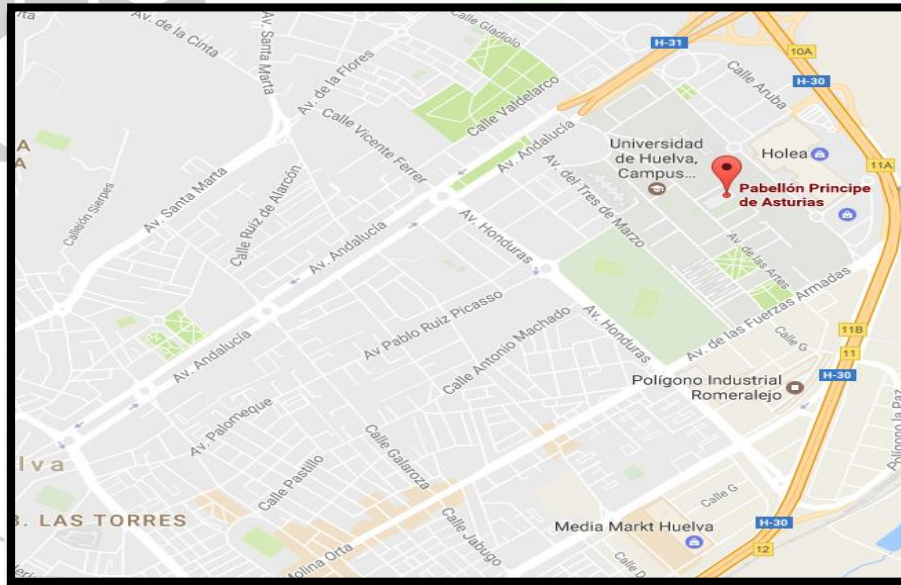 Calle Gladiolo
Av. de la Cinta
Av. Santa Marta
Av. de la Flores
H-31
10A
H-30
Calle Aruba
Calle Valdelarco
Calle Vicente Ferrer
Av. Andalucía
Universidad
de Huelva,
Campus...
Holea
11A
Pabellón Principe
de Asturias
A
A
Callejón Sierpes
Av. Santa Marta
Calle Ruiz de Alarcón
Av. del Tres de Marzo
Av. Honduras
Av. Andalucía
Av. de las Artes
Av. de las Fuerzas Armadas
Av Pablo Ruiz Picasso
Av. Honduras
Calle Antonio Machado
Calle G
11B
11
H-30
Av. Andalucía
Polígono Industrial
Romeralejo
Av. Palomeque
Polígono la Paz
Calle Galaroza
lva
Calle Pastillo
Calle G
B. LAS TORRES
Calle Jabugo
Media Markt Huelva
H-30
12
Molina Orta
Calle D